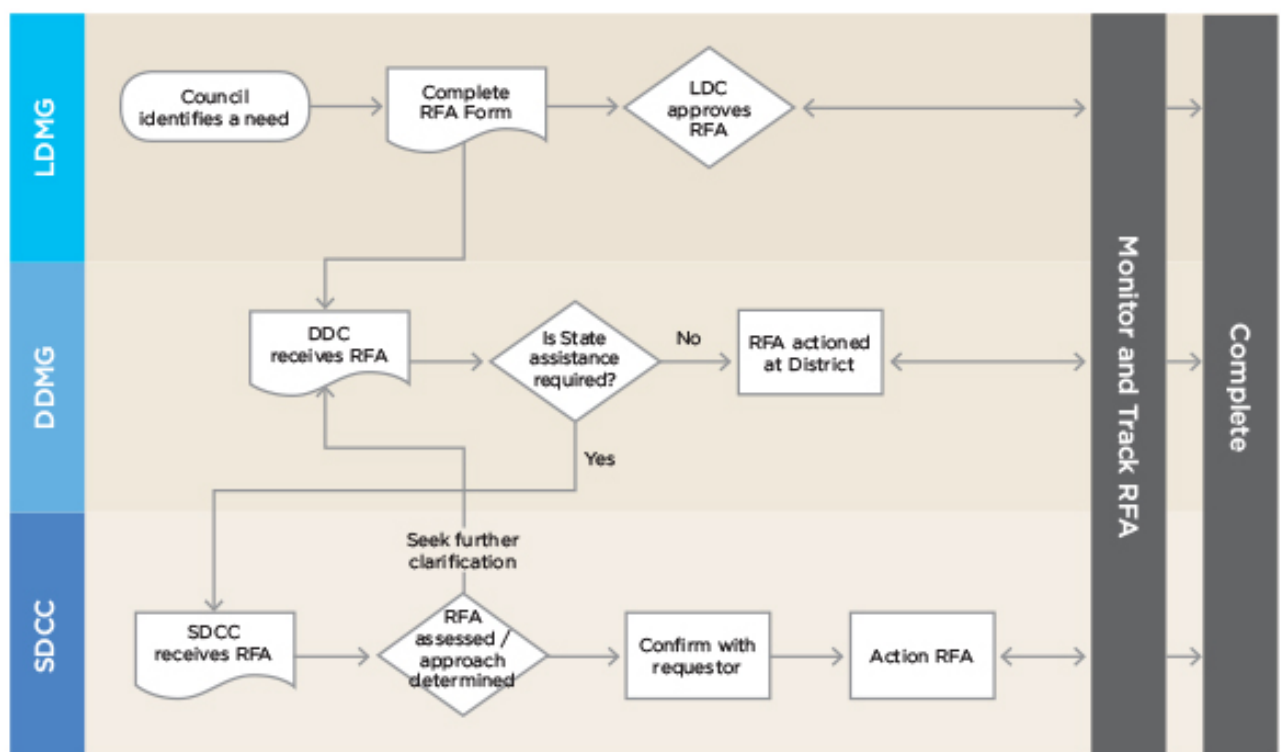 LDMG
Council
identifies a need
Complete
RFA Form
LDC
approves
RFA
DDMG
DDC
receives RFA
Is State
assistance
required?
No
RFA actioned
at District
Yes
SDCC
Seek further
clarification
SDCC
receives RFA
RFA
assessed /
approach
determined
Confirm with
requestor
Action RFA
Monitor and Track RFA
Complete